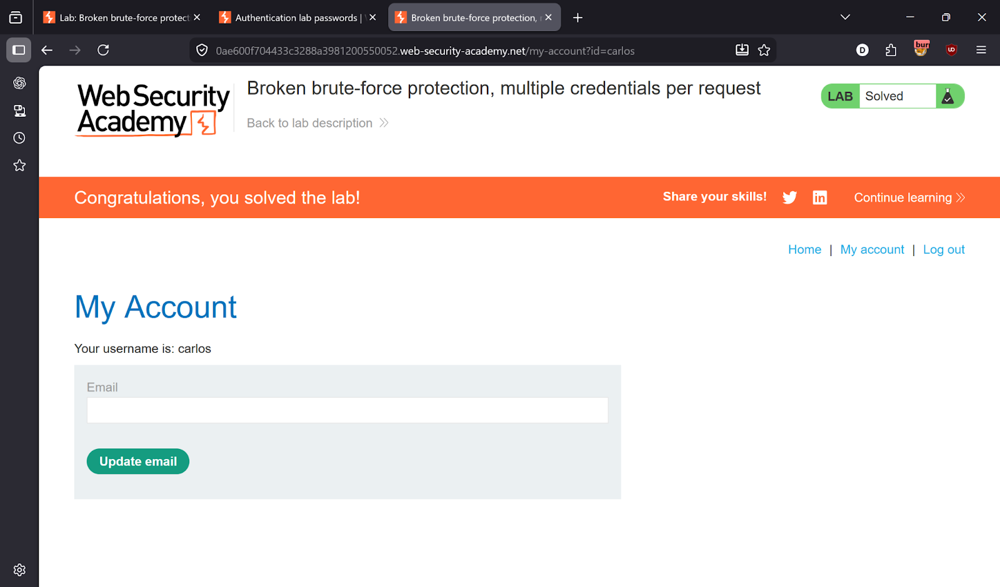 Lab: Broken brute-force protect
Authentication lab passwords |
Broken brute-force protection,
0ae600f704433c3288a3981200550052.web-security-academy.net/my-account?id=carlos
D
bur
UD
Web Security
Academy
Broken brute-force protection, multiple credentials per request
Back to lab description
LAB Solved
Congratulations, you solved the lab!
Share your skills!
in
Continue learning
Home | My account | Log out
My Account
Your username is: carlos
Email
Update email